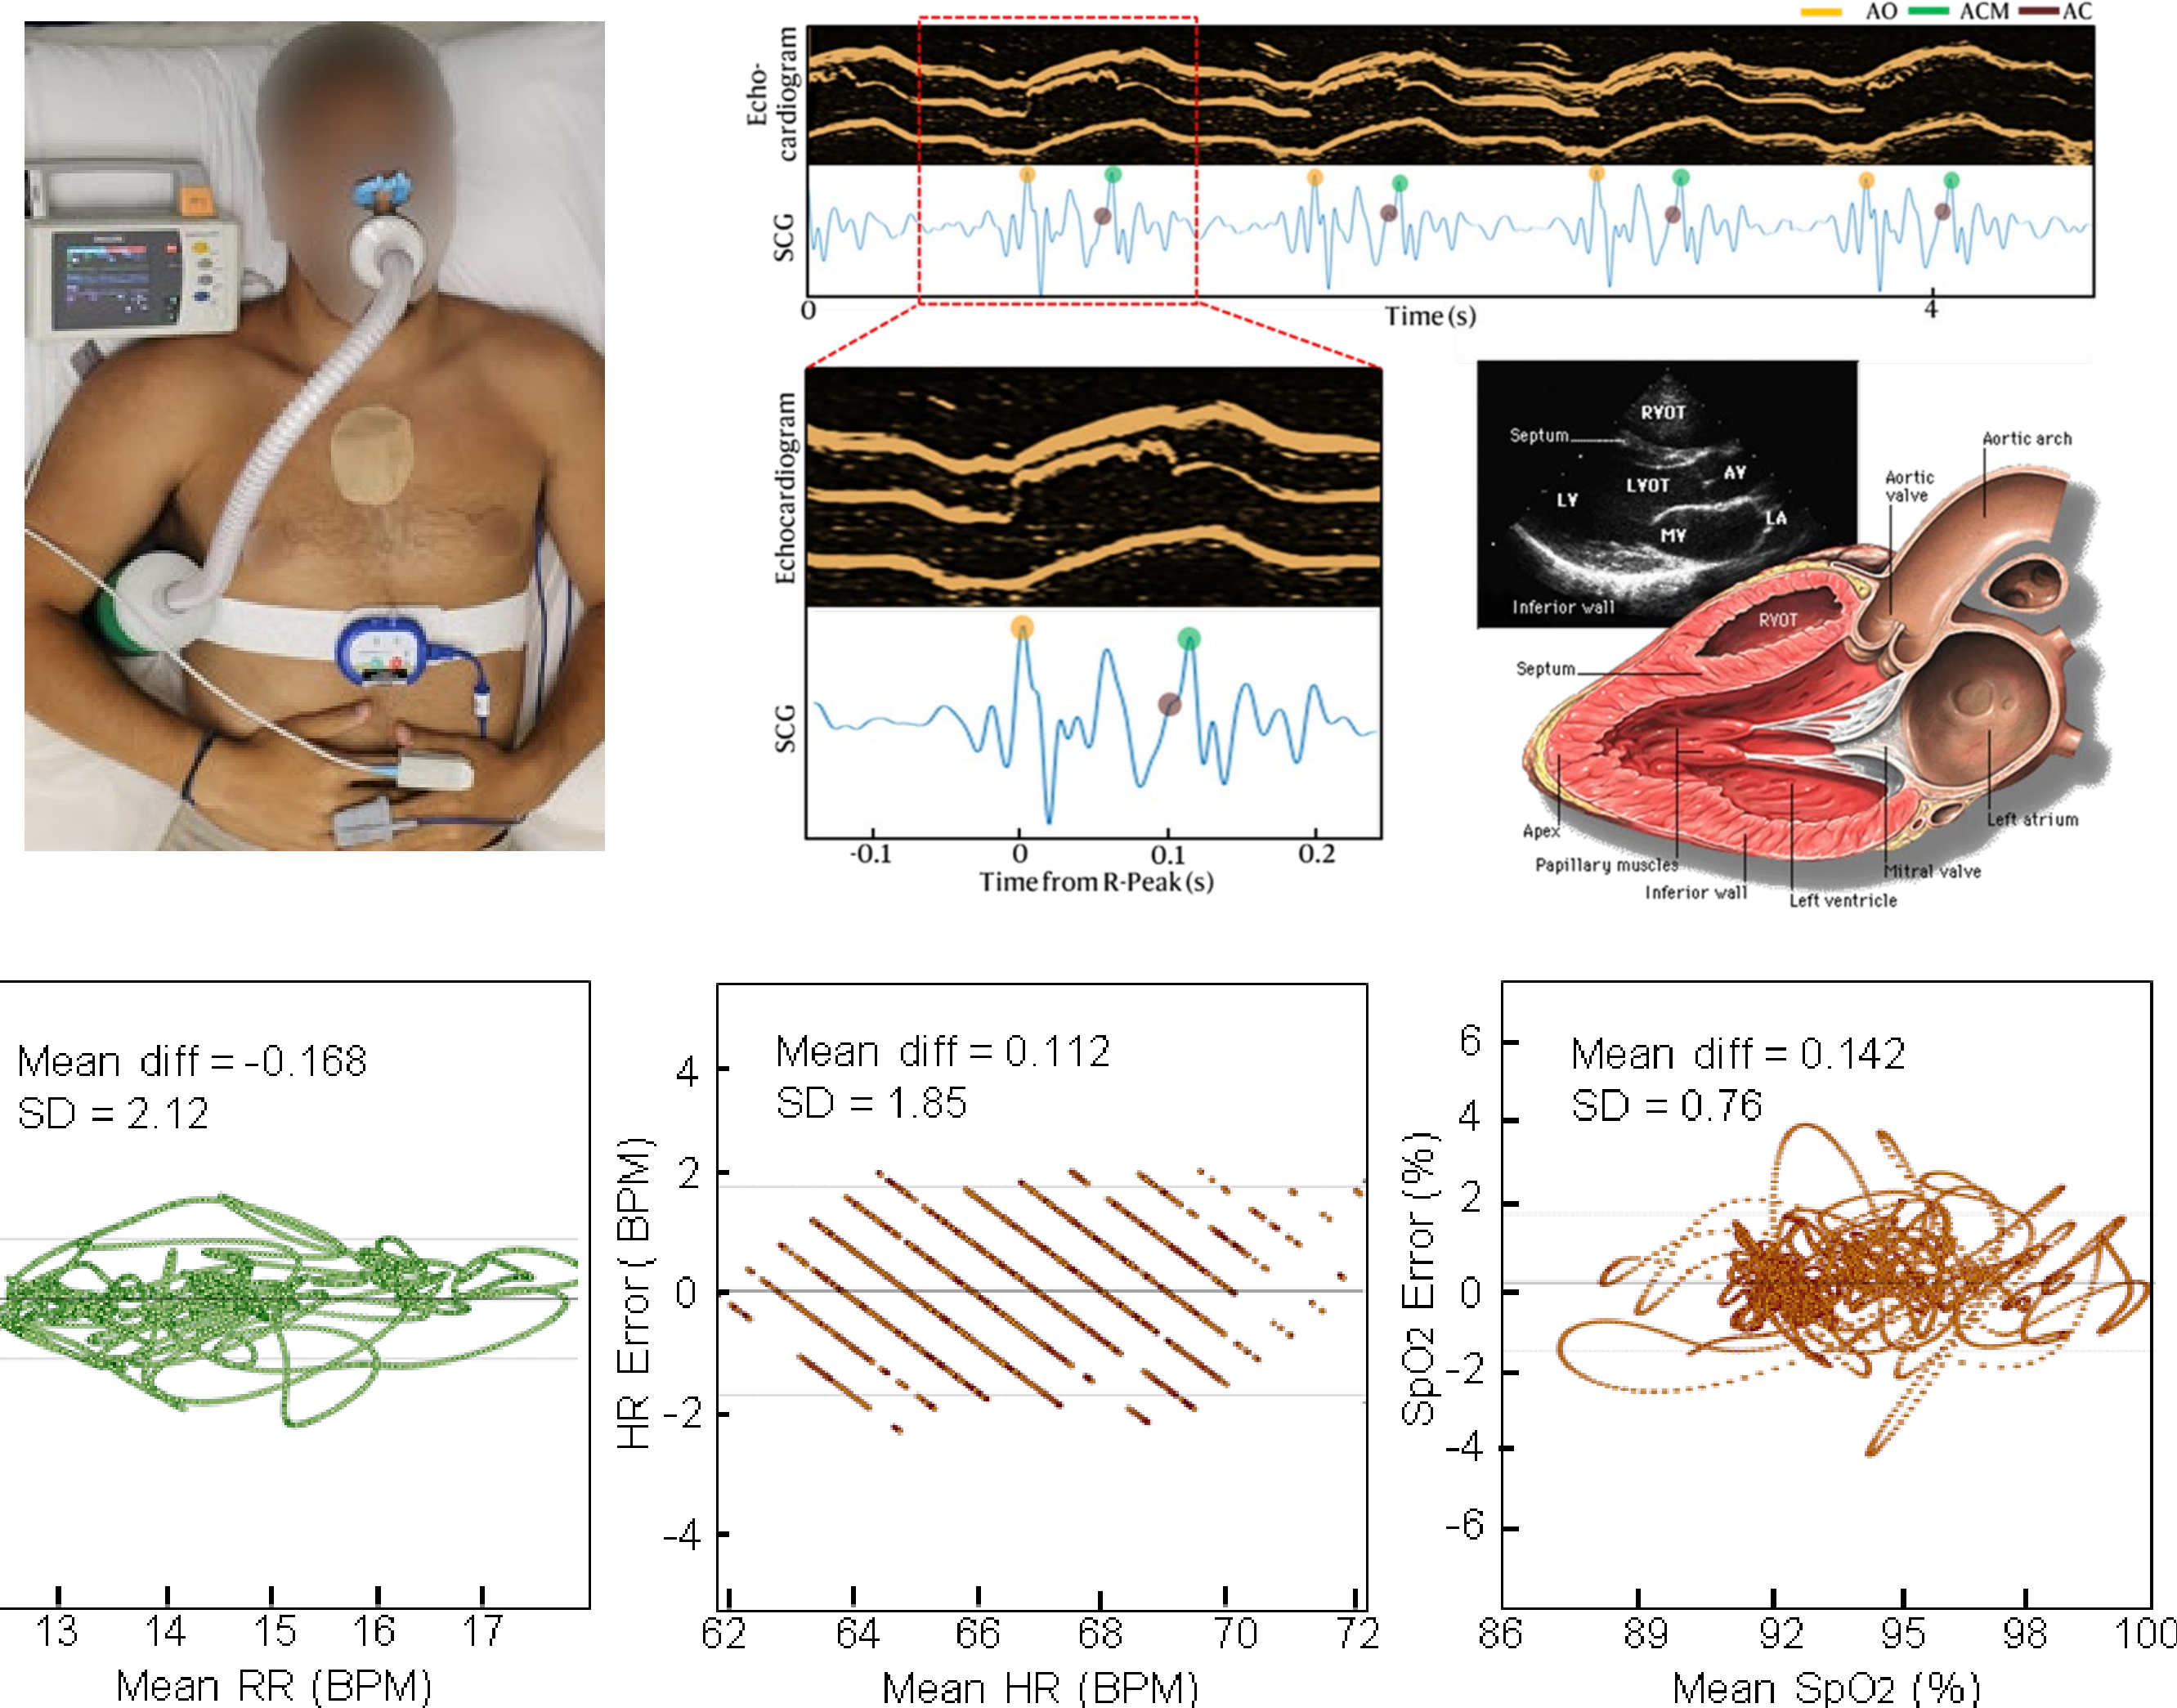 AO ACM AC
Echo-
cardiogram
SCG
0
4
Time (s)
Echocardiogram
SCG
-0.1 0 0.1 0.2
Time from R-Peak (s)
RVOT
Septum
AV
LVOT
LV
LA
MV
Inferior wall
Aortic arch
Aortic
valve
RVOT
Septum
Apex
Left atrium
Papillary muscles
Mitral valve
Inferior wall
Left ventricle
Mean diff = -0.168
SD = 2.12
13 14 15 16 17
Mean RR (BPM)
Mean diff = 0.112
SD = 1.85
HR Error( BPM)
4
2
0
-2
-4
62 64 66 68 70 72
Mean HR (BPM)
Mean diff = 0.142
SD = 0.76
SpO2 Error (%)
6
4
2
0
-2
-4
-6
86 89 92 95 98 100
Mean SpO2 (%)